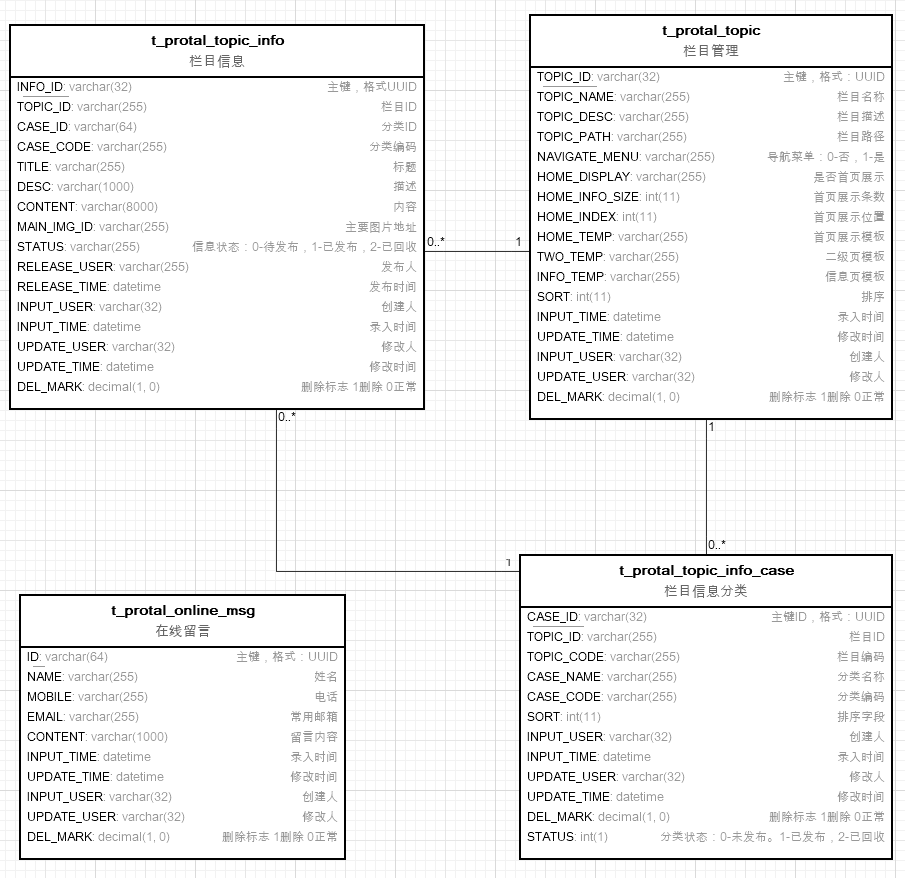 t_protal_topic_info
栏目信息
INFO_ID: varchar(32) 主键，格式UUID
TOPIC_ID: varchar(255) 栏目ID
CASE_ID: varchar(64) 分类ID
CASE_CODE: varchar(255) 分类编码
TITLE: varchar(255) 标题
DESC: varchar(1000) 描述
CONTENT: varchar(8000) 内容
MAIN_IMG_ID: varchar(255) 主要图片地址
STATUS: varchar(255) 信息状态：0-待发布，1-已发布，2-已回收
RELEASE_USER: varchar(255) 发布人
RELEASE_TIME: datetime 发布时间
INPUT_USER: varchar(32) 创建人
INPUT_TIME: datetime 录入时间
UPDATE_USER: varchar(32) 修改人
UPDATE_TIME: datetime 修改时间
DEL_MARK: decimal(1, 0) 删除标志 1删除 0正常
0..*
1
t_protal_topic
栏目管理
TOPIC_ID: varchar(32) 主键，格式：UUID
TOPIC_NAME: varchar(255) 栏目名称
TOPIC_DESC: varchar(255) 栏目描述
TOPIC_PATH: varchar(255) 栏目路径
NAVIGATE_MENU: varchar(255) 导航菜单：0-否，1-是
HOME_DISPLAY: varchar(255) 是否首页展示
HOME_INFO_SIZE: int(11) 首页展示条数
HOME_INDEX: int(11) 首页展示位置
HOME_TEMP: varchar(255) 首页展示模板
TWO_TEMP: varchar(255) 二级页模板
INFO_TEMP: varchar(255) 信息页模板
SORT: int(11) 排序
INPUT_TIME: datetime 录入时间
UPDATE_TIME: datetime 修改时间
INPUT_USER: varchar(32) 创建人
UPDATE_USER: varchar(32) 修改人
DEL_MARK: decimal(1, 0) 删除标志 1删除 0正常
0..*
1
1
0..*
t_protal_online_msg
在线留言
ID: varchar(64) 主键，格式：UUID
NAME: varchar(255) 姓名
MOBILE: varchar(255) 电话
EMAIL: varchar(255) 常用邮箱
CONTENT: varchar(1000) 留言内容
INPUT_TIME: datetime 录入时间
UPDATE_TIME: datetime 修改时间
INPUT_USER: varchar(32) 创建人
UPDATE_USER: varchar(32) 修改人
DEL_MARK: decimal(1, 0) 删除标志 1删除 0正常
t_protal_topic_info_case
栏目信息分类
CASE_ID: varchar(32) 主键ID，格式：UUID
TOPIC_ID: varchar(255) 栏目ID
TOPIC_CODE: varchar(255) 栏目编码
CASE_NAME: varchar(255) 分类名称
CASE_CODE: varchar(255) 分类编码
SORT: int(11) 排序字段
INPUT_USER: varchar(32) 创建人
INPUT_TIME: datetime 录入时间
UPDATE_USER: varchar(32) 修改人
UPDATE_TIME: datetime 修改时间
DEL_MARK: decimal(1, 0) 删除标志 1删除 0正常
STATUS: int(1) 分类状态：0-未发布。1-已发布，2-已回收